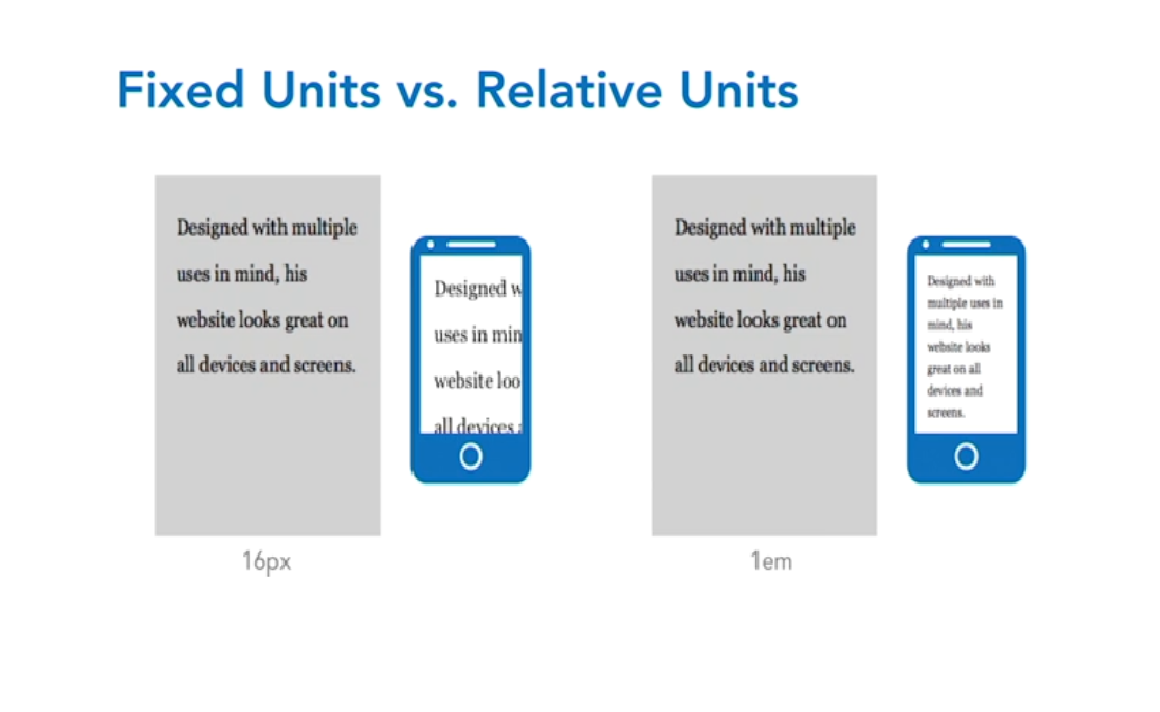 Fixed Units vs. Relative Units
Designed with multiple
uses in mind, his
website looks great on
all devices and screens.
16px
Designed w
uses in min
website loo
all devices a
Designed with multiple
uses in mind, his
website looks great on
all devices and screens.
1em
Designed with
multiple uses in
mind, his
website looks
great on all
devices and
screens.